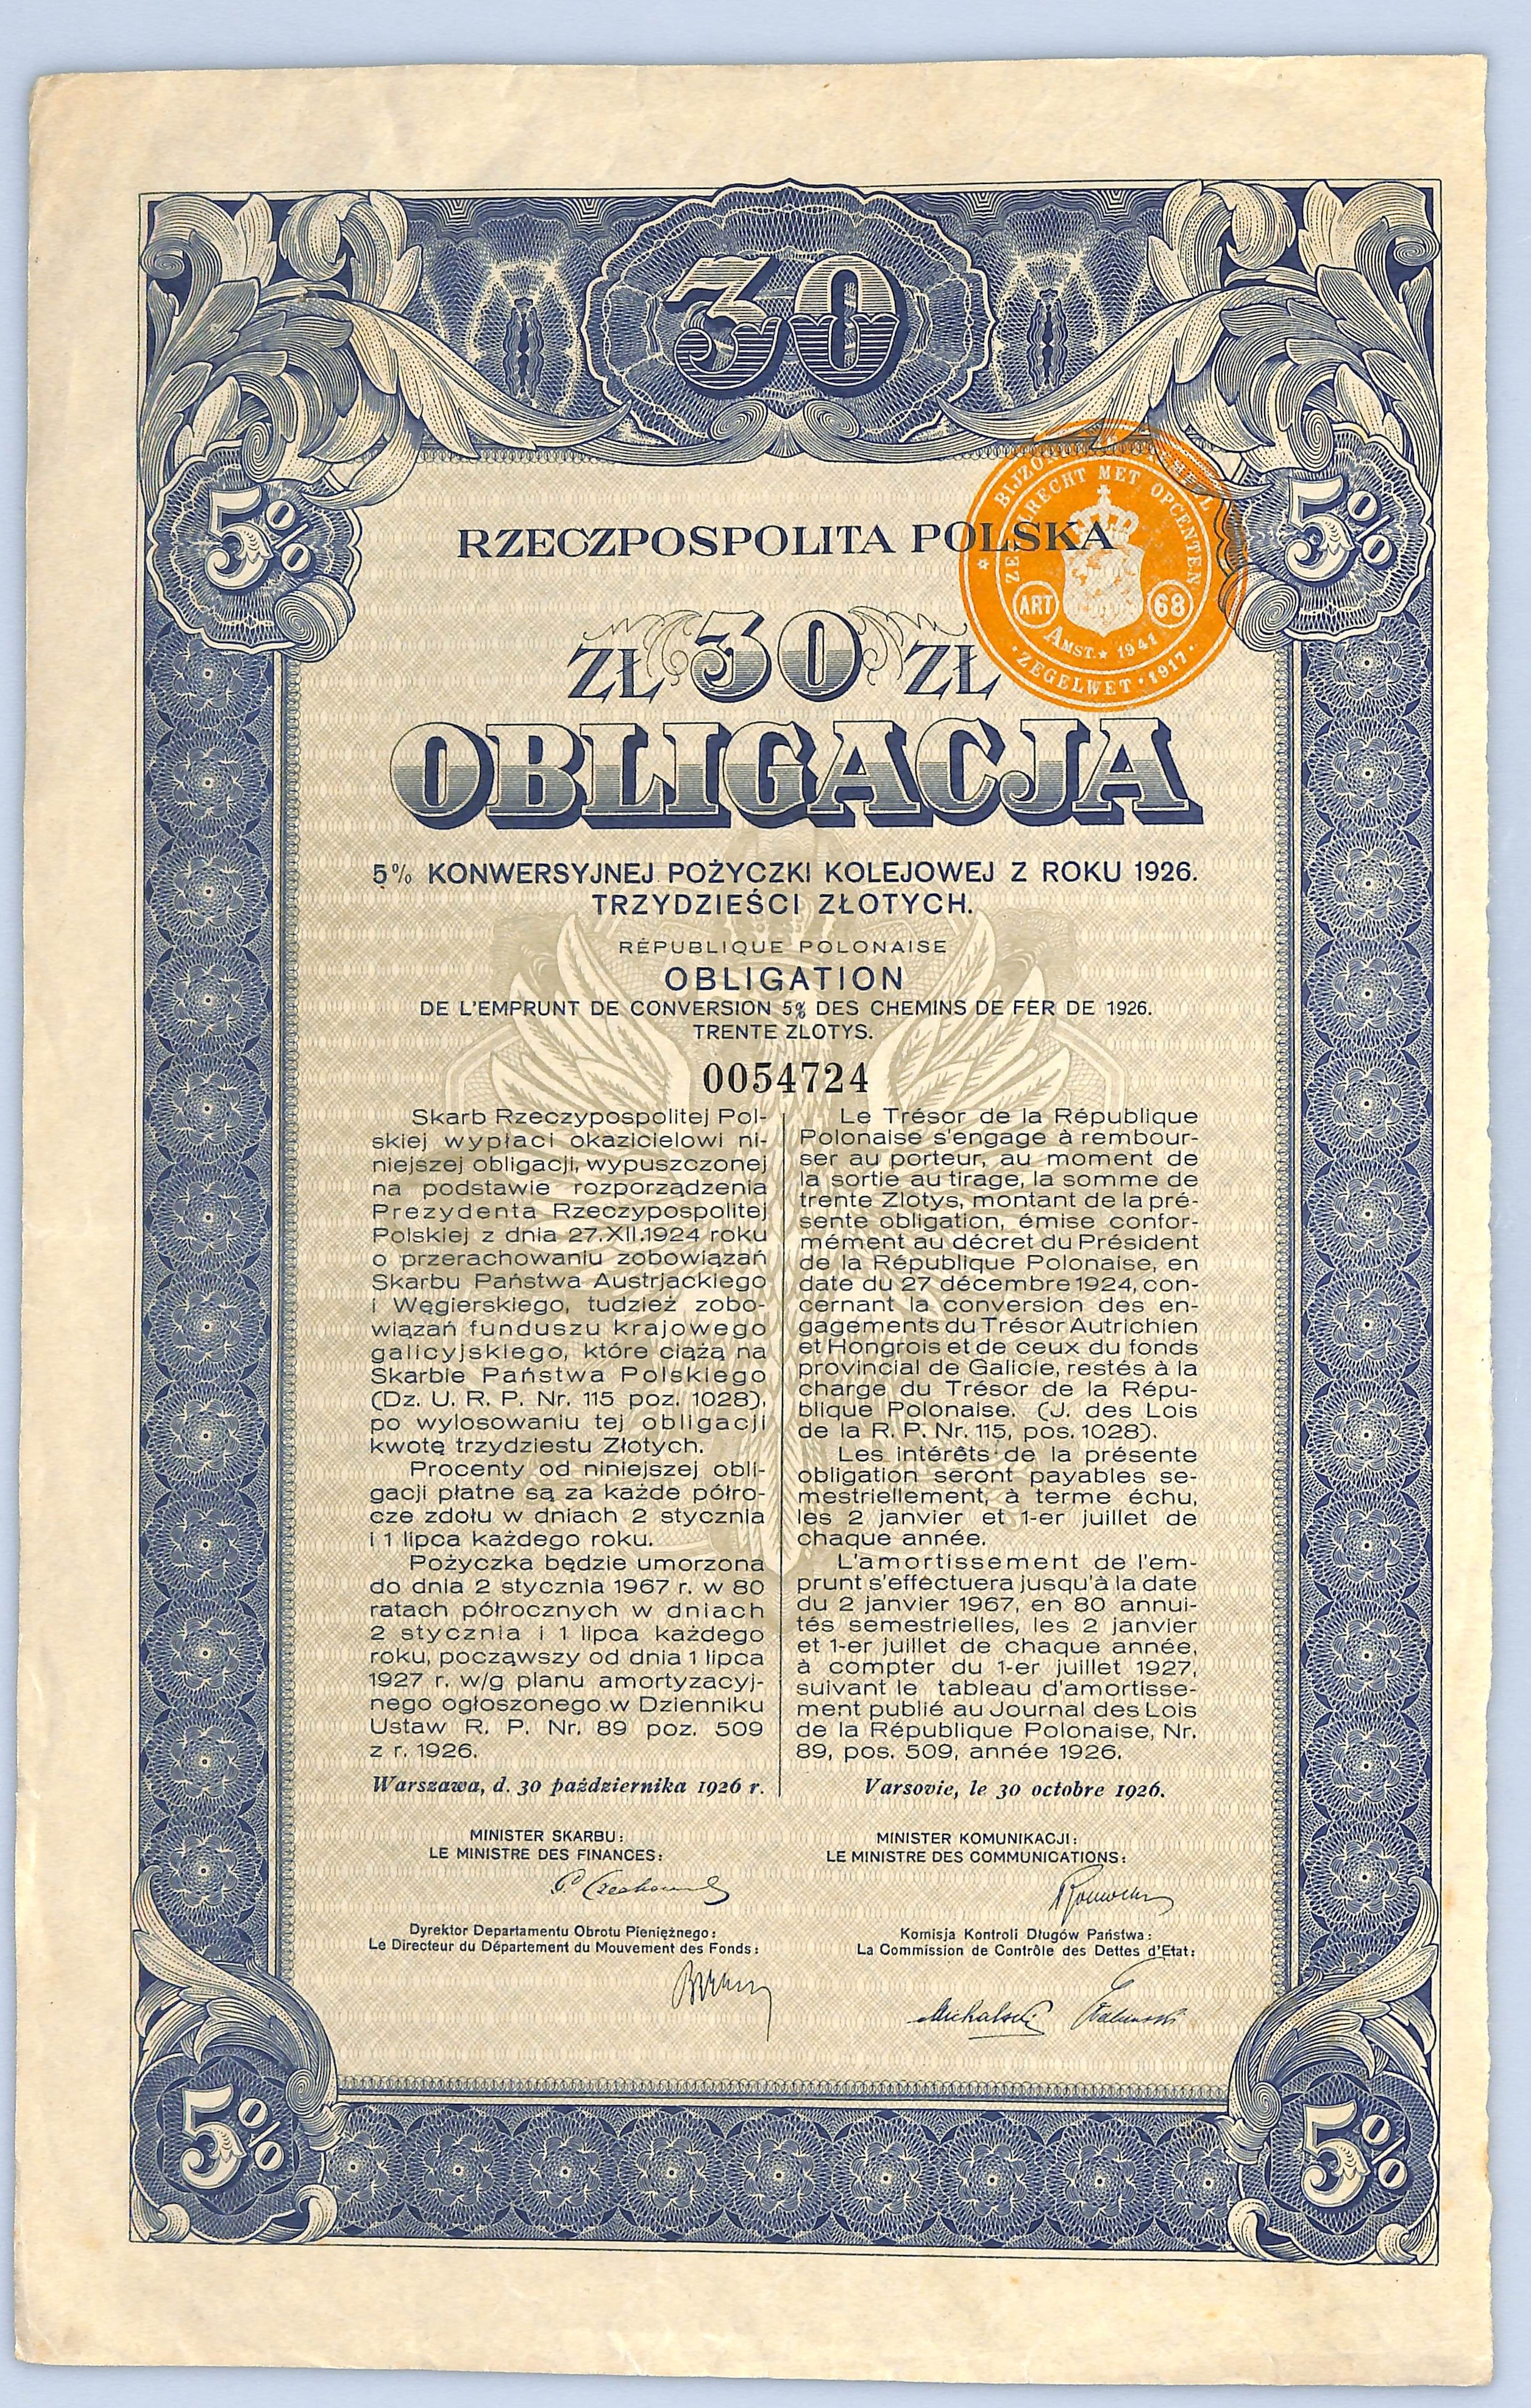 30
5%
5%
BIJZO
ZEGELRECHT MET OPCENTEN
ART 68
AMST. ★ 1941
ZEGELWET · 1917 ·
RZECZPOSPOLITA POLSKA
ZŁ 30 ZŁ
OBLIGACJA
5% KONWERSYJNEJ POŻYCZKI KOLEJOWEJ Z ROKU 1926.
TRZYDZIEŚCI ZŁOTYCH.
RÉPUBLIQUE POLONAISE
OBLIGATION
DE L'EMPRUNT DE CONVERSION 5% DES CHEMINS DE FER DE 1926.
TRENTE ZLOTYS.
0054724
Skarb Rzeczypospolitej Pol-
skiej wypłaci okazicielowi ni-
niejszej obligacji, wypuszczonej
na podstawie rozporządzenia
Prezydenta Rzeczypospolitej
Polskiej z dnia 27.XII.1924 roku
o przerachowaniu zobowiązań
Skarbu Państwa Austrjackiego
i Węgierskiego, tudzież zobo-
wiązań funduszu krajowego
galicyjskiego, które ciążą na
Skarbie Państwa Polskiego
(Dz. U. R. P. Nr. 115 poz. 1028),
po wylosowaniu tej obligacji
kwotę trzydziestu Złotych.
Procenty od niniejszej obli-
gacji płatne są za każde półro-
cze zdołu w dniach 2 stycznia
i 1 lipca każdego roku.
Pożyczka będzie umorzona
do dnia 2 stycznia 1967 r. w 80
ratach półrocznych w dniach
2 stycznia i 1 lipca każdego
roku, począwszy od dnia 1 lipca
1927 r. w/g planu amortyzacyj-
nego ogłoszonego w Dzienniku
Ustaw R. P. Nr. 89 poz. 509
z r. 1926.
Warszawa, d. 30 października 1926 r.
Le Trésor de la République
Polonaise s'engage à rembour-
ser au porteur, au moment de
la sortie au tirage, la somme de
trente Zlotys, montant de la pré-
sente obligation, émise confor-
mément au décret du Président
de la République Polonaise, en
date du 27 décembre 1924, con-
cernant la conversion des en-
gagements du Trésor Autrichien
et Hongrois et de ceux du fonds
provincial de Galicie, restés à la
charge du Trésor de la Répu-
blique Polonaise. (J. des Lois
de la R. P. Nr. 115, pos. 1028).
Les intérêts de la présente
obligation seront payables se-
mestriellement, à terme échu,
les 2 janvier et 1-er juillet de
chaque année.
L'amortissement de l'em-
prunt s'effectuera jusqu'à la date
du 2 janvier 1967, en 80 annui-
tés semestrielles, les 2 janvier
et 1-er juillet de chaque année,
à compter du 1-er juillet 1927,
suivant le tableau d'amortisse-
ment publié au Journal des Lois
de la République Polonaise, Nr.
89, pos. 509, année 1926.
Varsovie, le 30 octobre 1926.
MINISTER SKARBU:
LE MINISTRE DES FINANCES:
MINISTER KOMUNIKACJI:
LE MINISTRE DES COMMUNICATIONS:
Dyrektor Departamentu Obrotu Pieniężnego:
Le Directeur du Département du Mouvement des Fonds:
Komisja Kontroli Długów Państwa:
La Commission de Contrôle des Dettes d'Etat:
Michalski
5%
5%